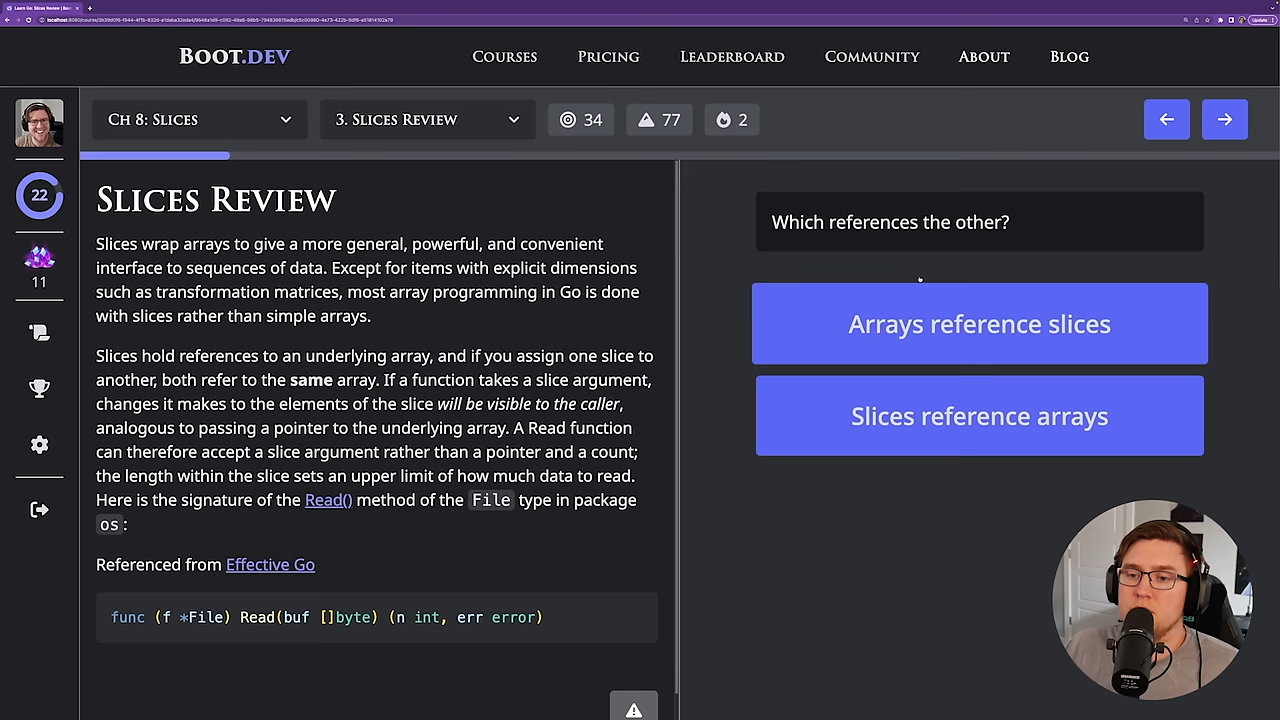 Learn Go: Slices Review | Boot
Update
BOOT.DEV
COURSES
PRICING
LEADERBOARD
COMMUNITY
ABOUT
BLOG
CH 8: SLICES
3. SLICES REVIEW
34
77
2
22
11
SLICES REVIEW
Slices wrap arrays to give a more general, powerful, and convenient
interface to sequences of data. Except for items with explicit dimensions
such as transformation matrices, most array programming in Go is done
with slices rather than simple arrays.
Slices hold references to an underlying array, and if you assign one slice to
another, both refer to the same array. If a function takes a slice argument,
changes it makes to the elements of the slice will be visible to the caller,
analogous to passing a pointer to the underlying array. A Read function
can therefore accept a slice argument rather than a pointer and a count;
the length within the slice sets an upper limit of how much data to read.
Here is the signature of the Read() method of the File type in package
os:
Referenced from Effective Go
func (f *File) Read(buf []byte) (n int, err error)
Which references the other?
Arrays reference slices
Slices reference arrays